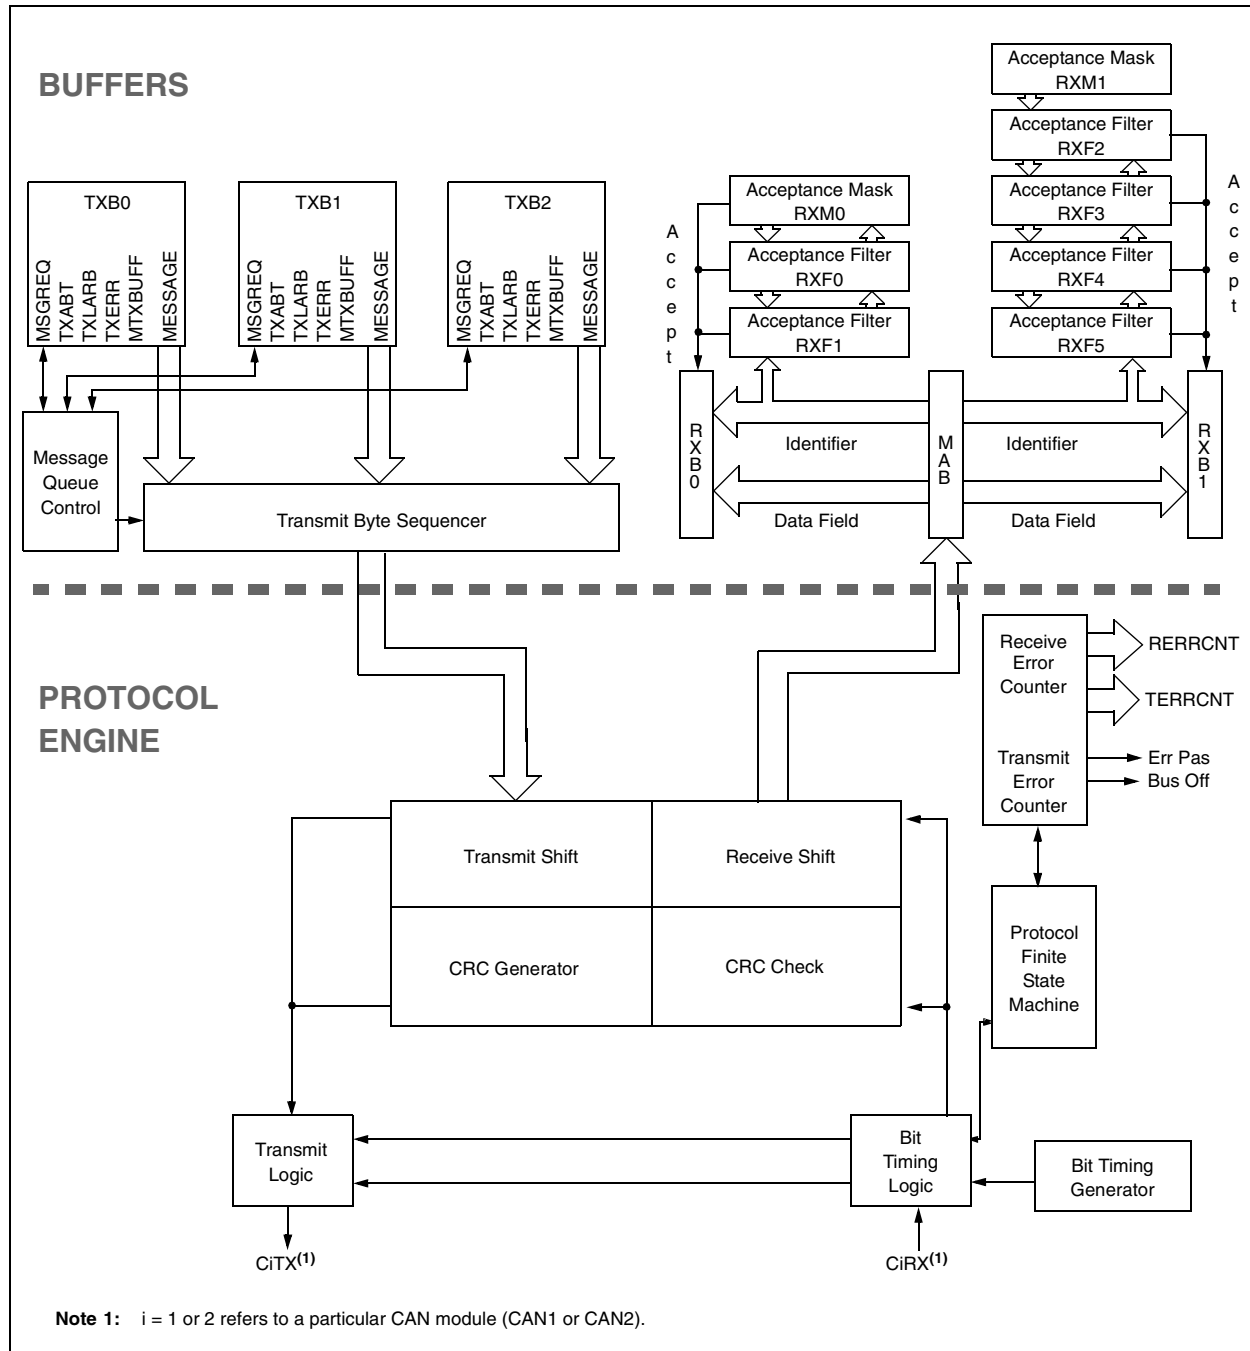 BUFFERS
Acceptance Mask
RXM1
Acceptance Filter
RXF2
Acceptance Filter
RXF3
Acceptance Filter
RXF4
Acceptance Filter
RXF5
Accept
Acceptance Mask
RXM0
Acceptance Filter
RXF0
Acceptance Filter
RXF1
Accept
TXB0
MSGREQ
TXABT
TXLARB
TXERR
MTXBUFF
MESSAGE
TXB1
MSGREQ
TXABT
TXLARB
TXERR
MTXBUFF
MESSAGE
TXB2
MSGREQ
TXABT
TXLARB
TXERR
MTXBUFF
MESSAGE
Message
Queue
Control
Transmit Byte Sequencer
RXB0
Identifier
Data Field
MAB
Identifier
Data Field
RXB1
PROTOCOL
ENGINE
Receive
Error
Counter
Transmit
Error
Counter
RERRCNT
TERRCNT
Err Pas
Bus Off
Transmit Shift
Receive Shift
CRC Generator
CRC Check
Protocol
Finite
State
Machine
Transmit
Logic
Bit
Timing
Logic
Bit Timing
Generator
CiTX(1)
CiRX(1)
Note 1: i = 1 or 2 refers to a particular CAN module (CAN1 or CAN2).